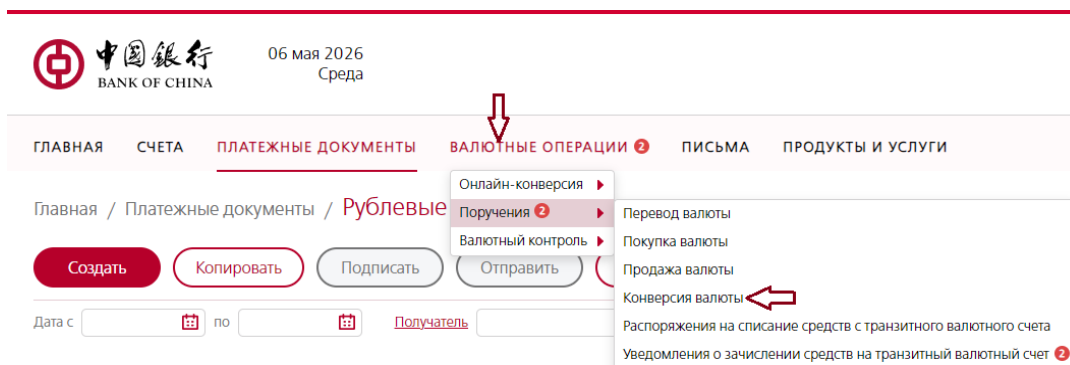 中国银行
BANK OF CHINA
06 мая 2026
Среда
ГЛАВНАЯ СЧЕТА ПЛАТЕЖНЫЕ ДОКУМЕНТЫ ВАЛЮТНЫЕ ОПЕРАЦИИ 2 ПИСЬМА ПРОДУКТЫ И УСЛУГИ
Главная / Платежные документы / Рублевые
Онлайн-конверсия
Поручения 2
Валютный контроль
Перевод валюты
Покупка валюты
Продажа валюты
Конверсия валюты
Распоряжения на списание средств с транзитного валютного счета
Уведомления о зачислении средств на транзитный валютный счет 2
Создать Копировать Подписать Отправить
Дата с по Получатель